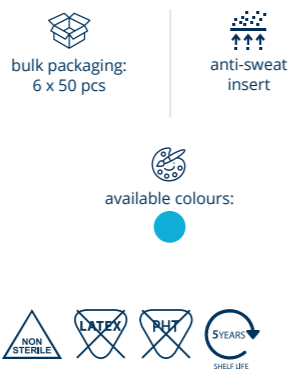 bulk packaging:
6 x 50 pcs
anti-sweat
insert
available colours:
NON
STERILE
LATEX
PHT
5YEARS
SHELF LIFE